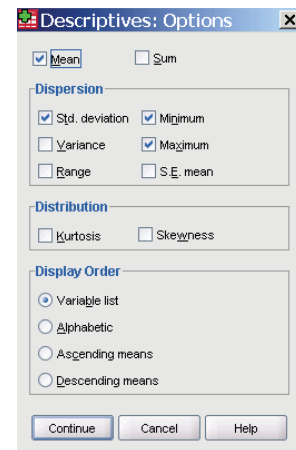 Descriptives: Options
Mean Sum
Dispersion
Std. deviation Minimum
Variance Maximum
Range S.E. mean
Distribution
Kurtosis Skewness
Display Order
Variable list
Alphabetic
Ascending means
Descending means
Continue Cancel Help